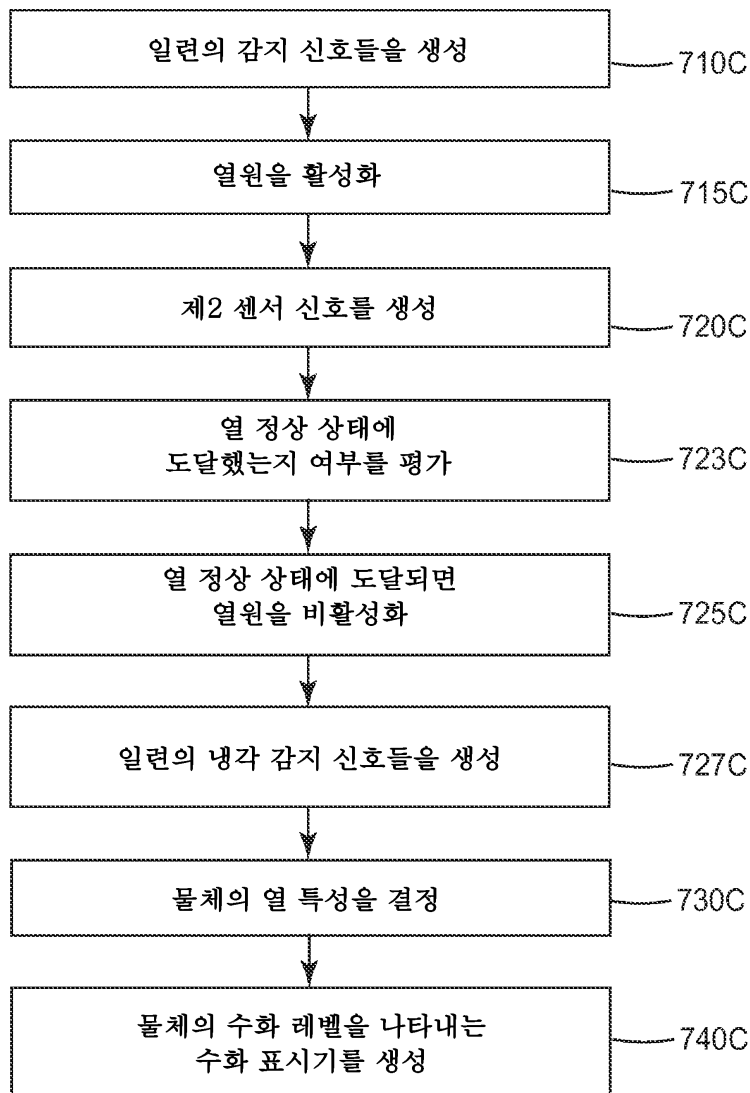 일련의 감지 신호들을 생성
710C
열원을 활성화
715C
제2 센서 신호를 생성
720C
열 정상 상태에
도달했는지 여부를 평가
723C
열 정상 상태에 도달되면
열원을 비활성화
725C
일련의 냉각 감지 신호들을 생성
727C
물체의 열 특성을 결정
730C
물체의 수화 레벨을 나타내는
수화 표시기를 생성
740C